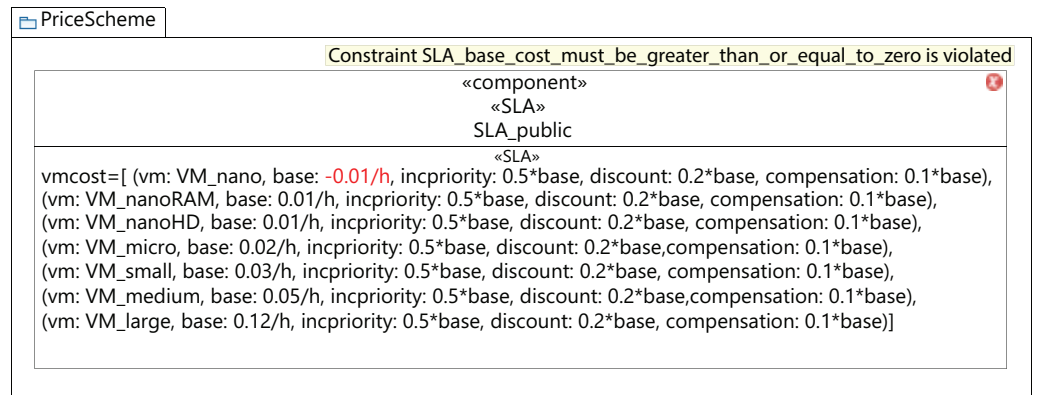 PriceScheme
Constraint SLA_base_cost_must_be_greater_than_or_equal_to_zero is violated
«component»
«SLA»
SLA_public
«SLA»
vmcost=[ (vm: VM_nano, base: -0.01/h, incpriority: 0.5*base, discount: 0.2*base, compensation: 0.1*base),
(vm: VM_nanoRAM, base: 0.01/h, incpriority: 0.5*base, discount: 0.2*base, compensation: 0.1*base),
(vm: VM_nanoHD, base: 0.01/h, incpriority: 0.5*base, discount: 0.2*base, compensation: 0.1*base),
(vm: VM_micro, base: 0.02/h, incpriority: 0.5*base, discount: 0.2*base,compensation: 0.1*base),
(vm: VM_small, base: 0.03/h, incpriority: 0.5*base, discount: 0.2*base, compensation: 0.1*base),
(vm: VM_medium, base: 0.05/h, incpriority: 0.5*base, discount: 0.2*base,compensation: 0.1*base),
(vm: VM_large, base: 0.12/h, incpriority: 0.5*base, discount: 0.2*base, compensation: 0.1*base)]